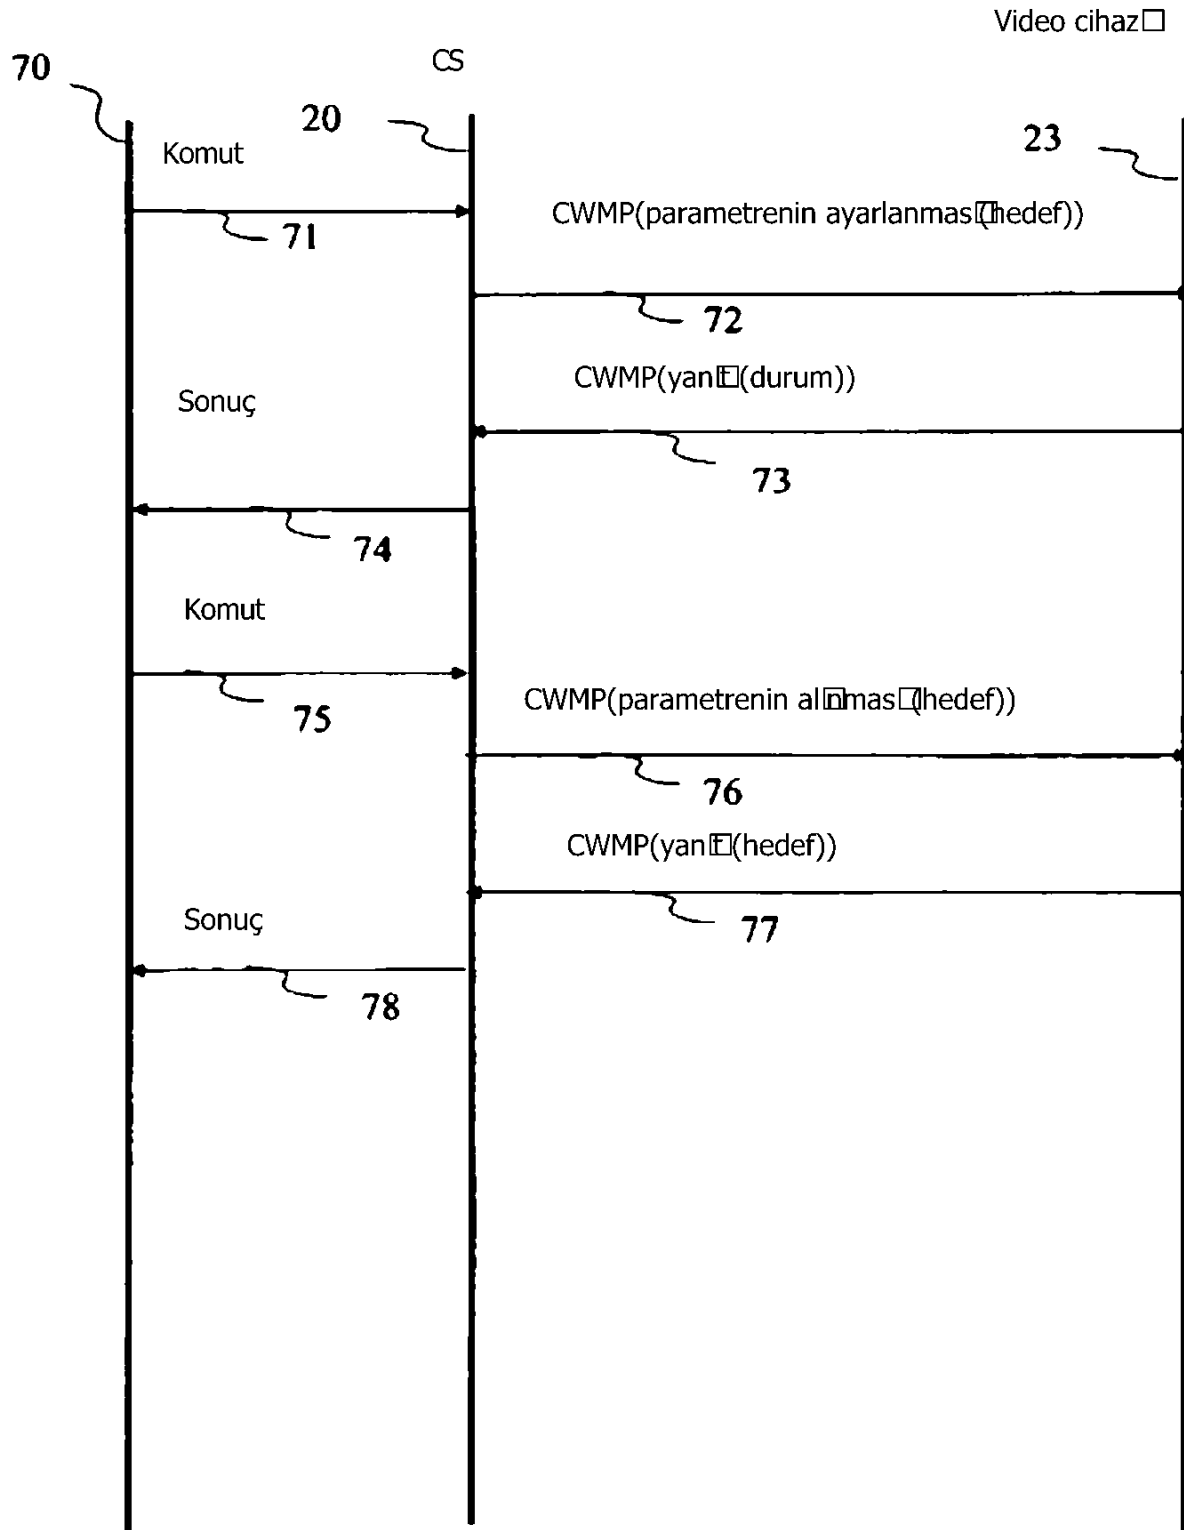 Video cihaz□
CS
70
20
23
Komut
71
CWMP(parametrenin ayarlanmas□(hedef))
72
CWMP(yan□t□(durum))
Sonuç
73
74
Komut
75
CWMP(parametrenin al□nmas□(hedef))
76
CWMP(yan□t□(hedef))
77
Sonuç
78